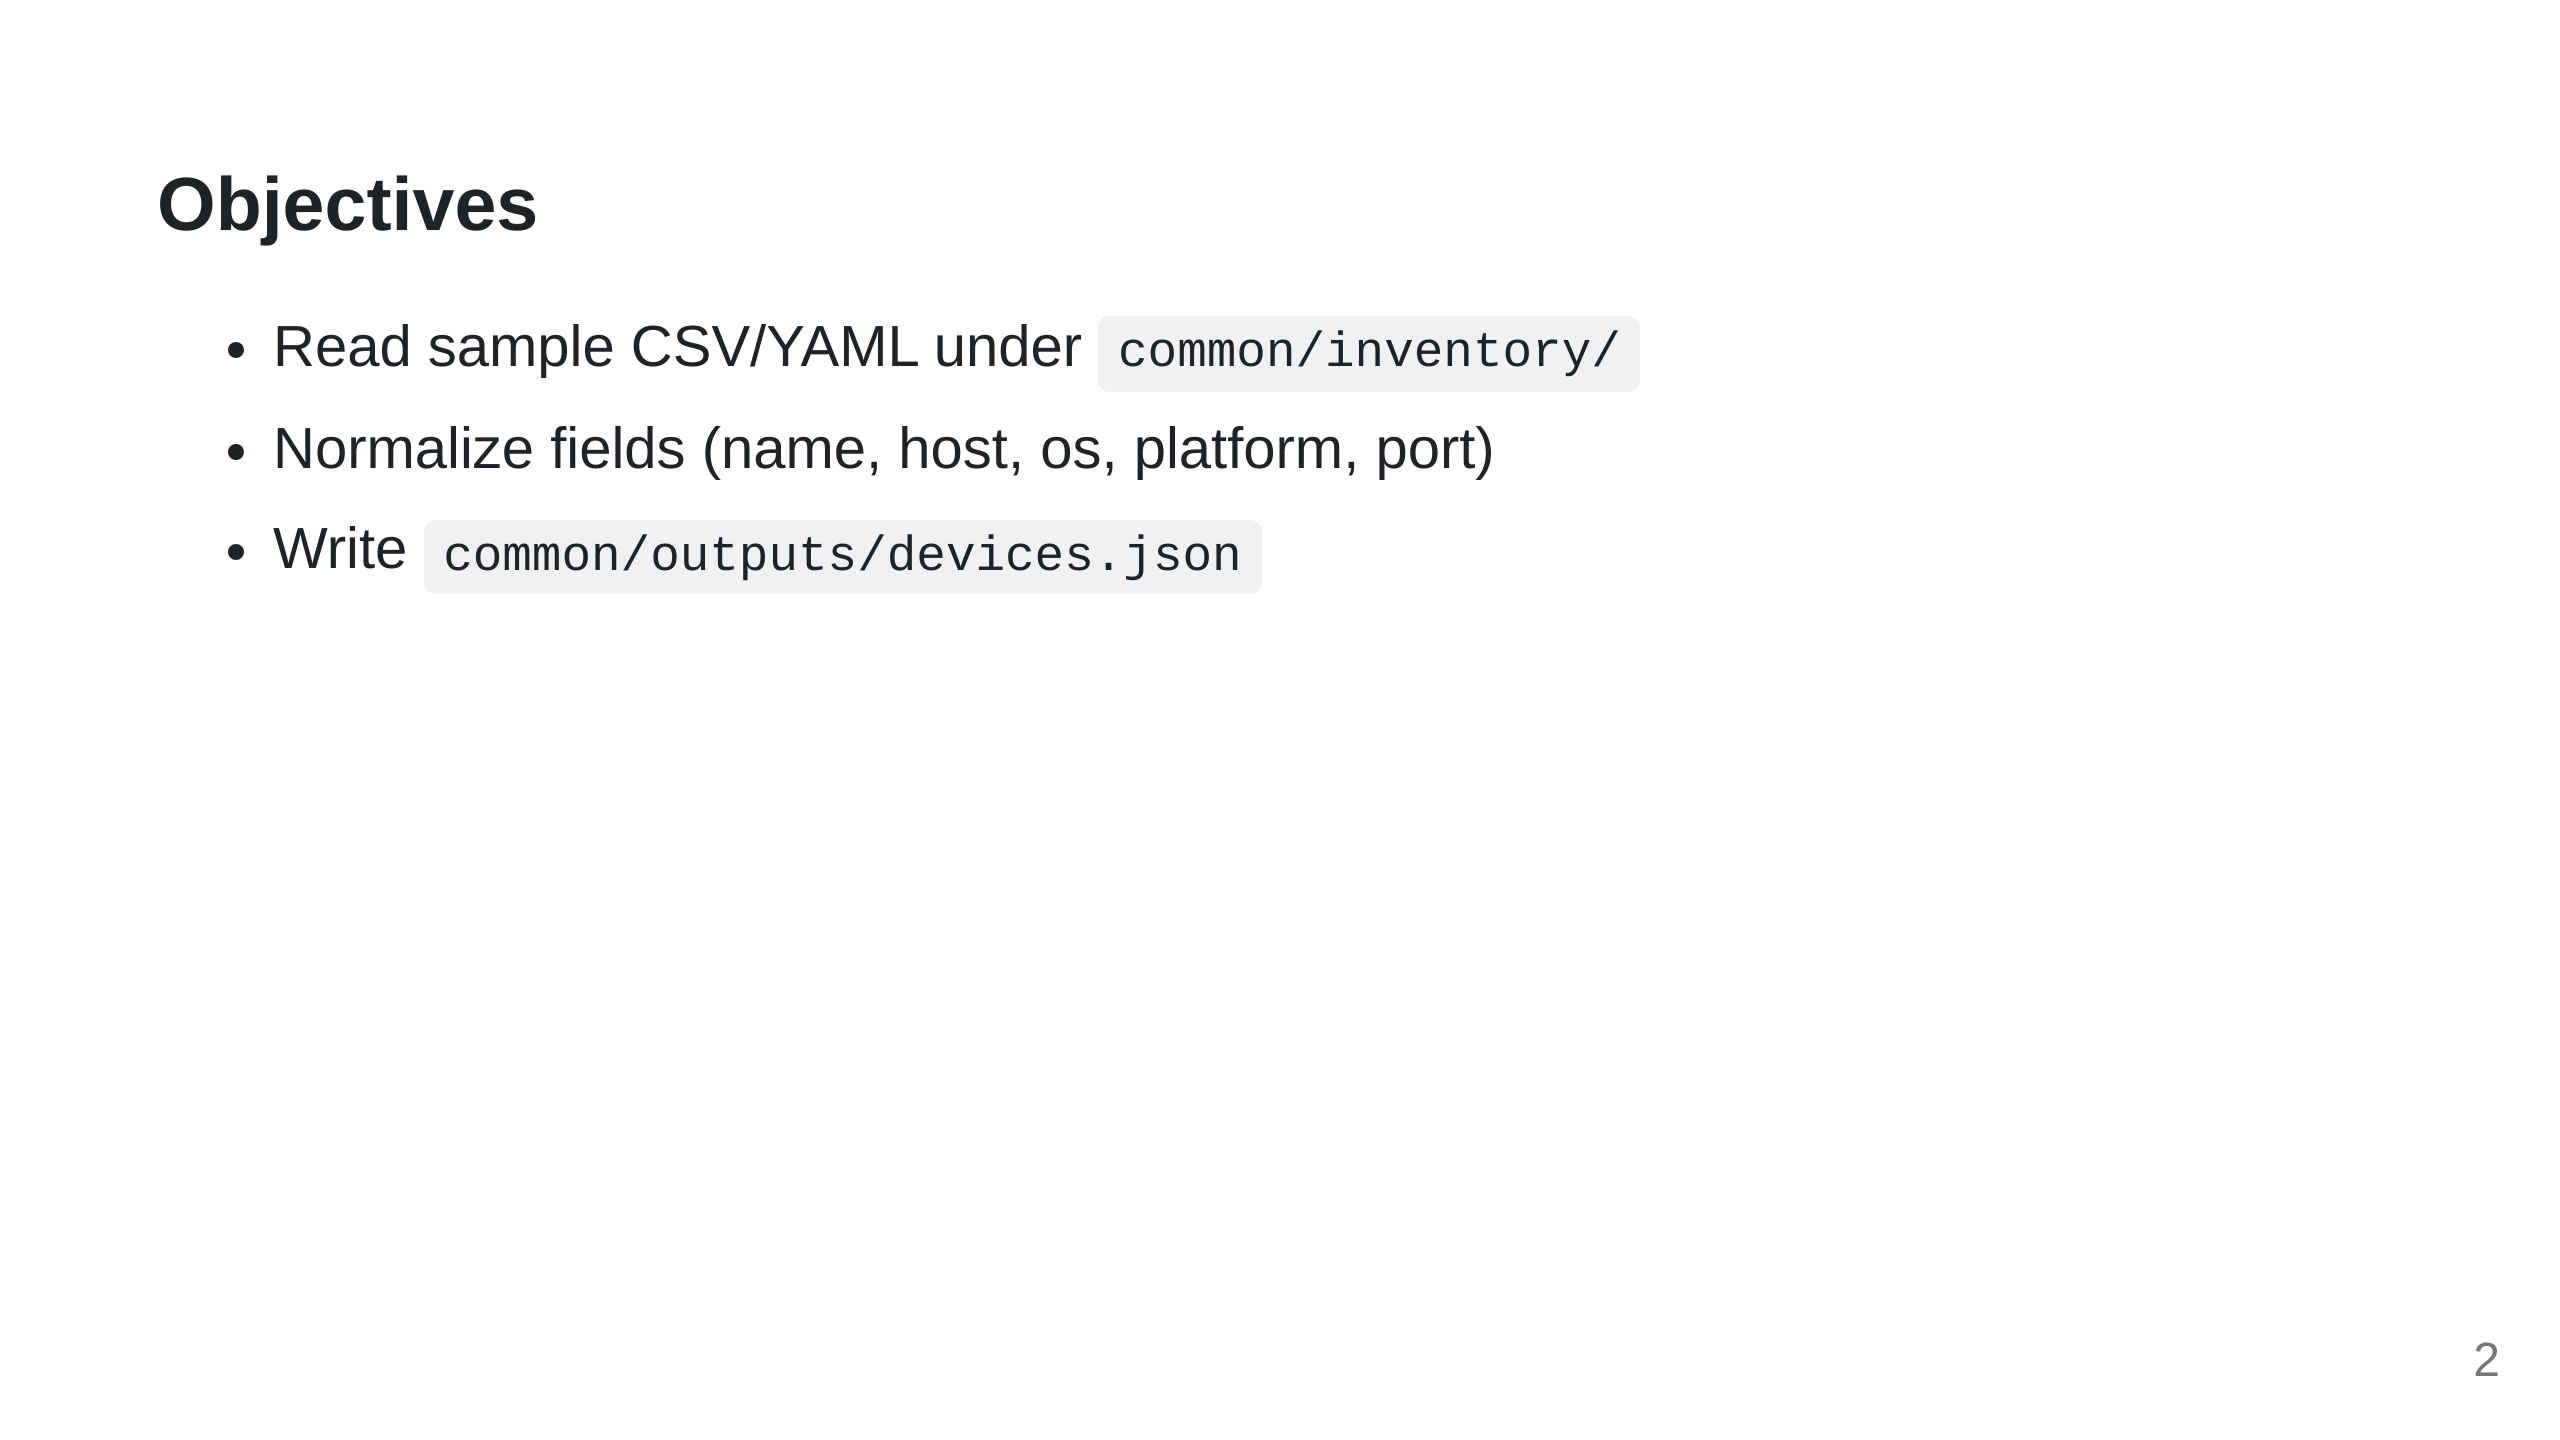 Objectives
• Read sample CSV/YAML under common/inventory/
• Normalize fields (name, host, os, platform, port)
• Write common/outputs/devices.json
2